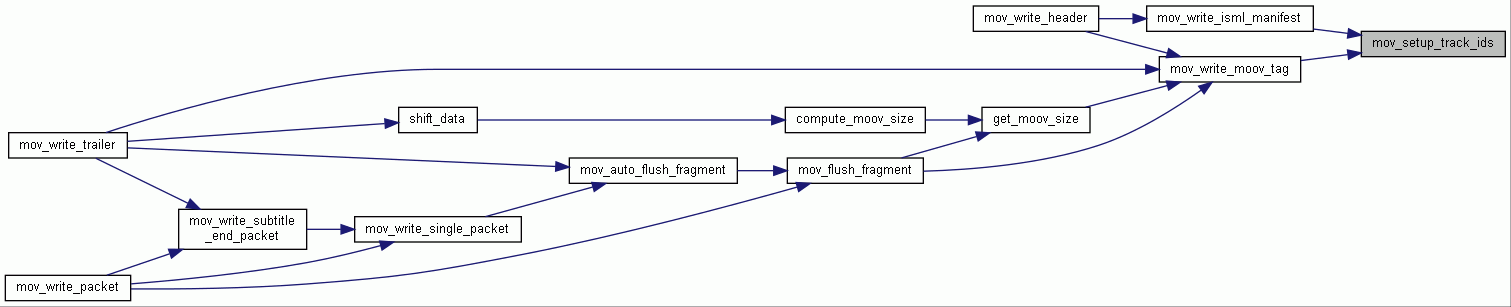 mov_write_header
mov_write_isml_manifest
mov_setup_track_ids
mov_write_moov_tag
shift_data
compute_moov_size
get_moov_size
mov_write_trailer
mov_auto_flush_fragment
mov_flush_fragment
mov_write_subtitle
_end_packet
mov_write_single_packet
mov_write_packet